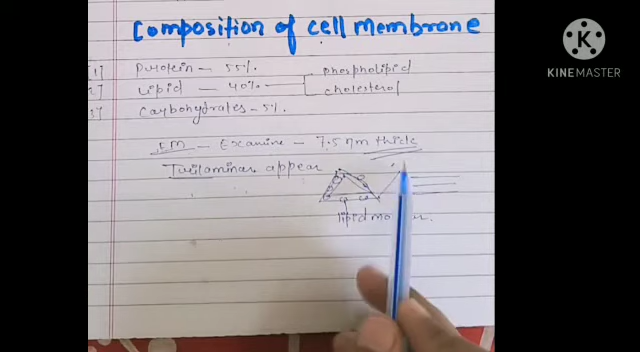 Composition of cell membrane
KINEMASTER
[1] Protein - 55%. phospholipid
[2] Lipid - 40%- cholesterol
[3] Carbohydrates - 5%.
EM - Examine - 7.5 nm thick
Trilaminar appear
lipid